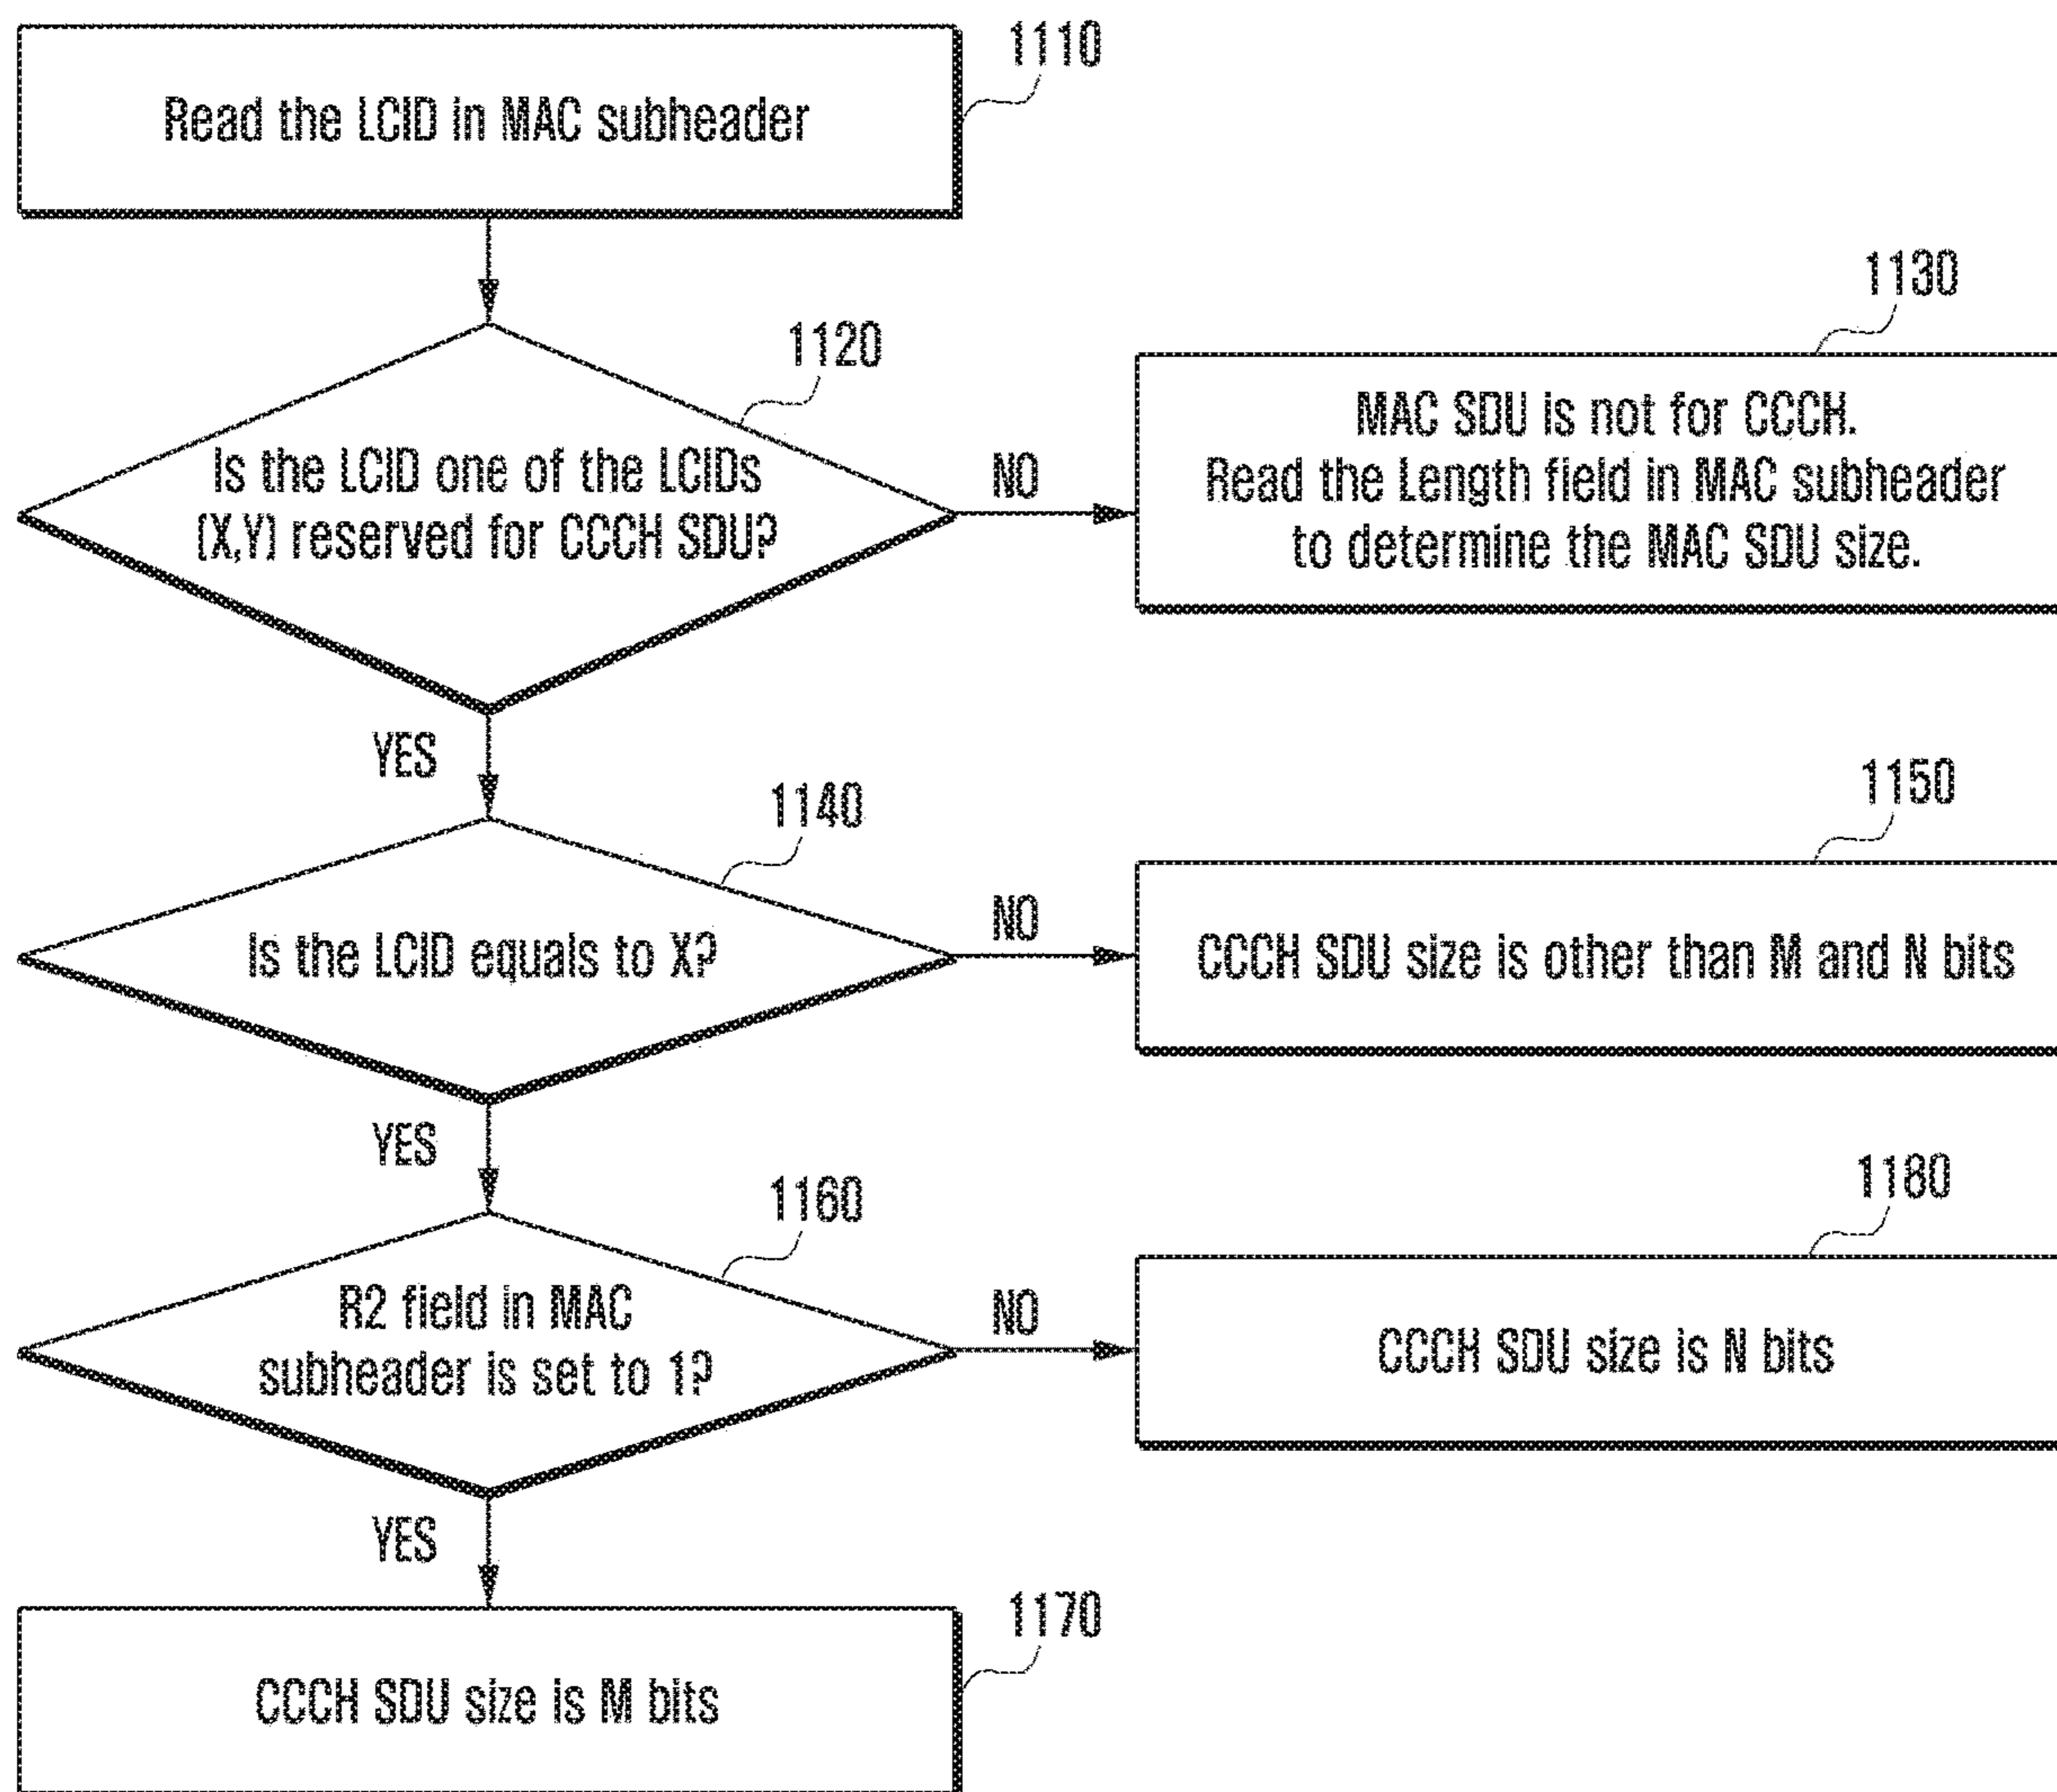 1110
Read the LCID in MAC subheader
1120
Is the LCID one of the LCIDs
(X,Y) reserved for CCCH SDU?
NO
1130
MAC SDU is not for CCCH.
Read the Length field in MAC subheader
to determine the MAC SDU size.
YES
1140
Is the LCID equals to X?
NO
1150
CCCH SDU size is other than M and N bits
YES
1160
R2 field in MAC
subheader is set to 1?
NO
1180
CCCH SDU size is N bits
YES
1170
CCCH SDU size is M bits